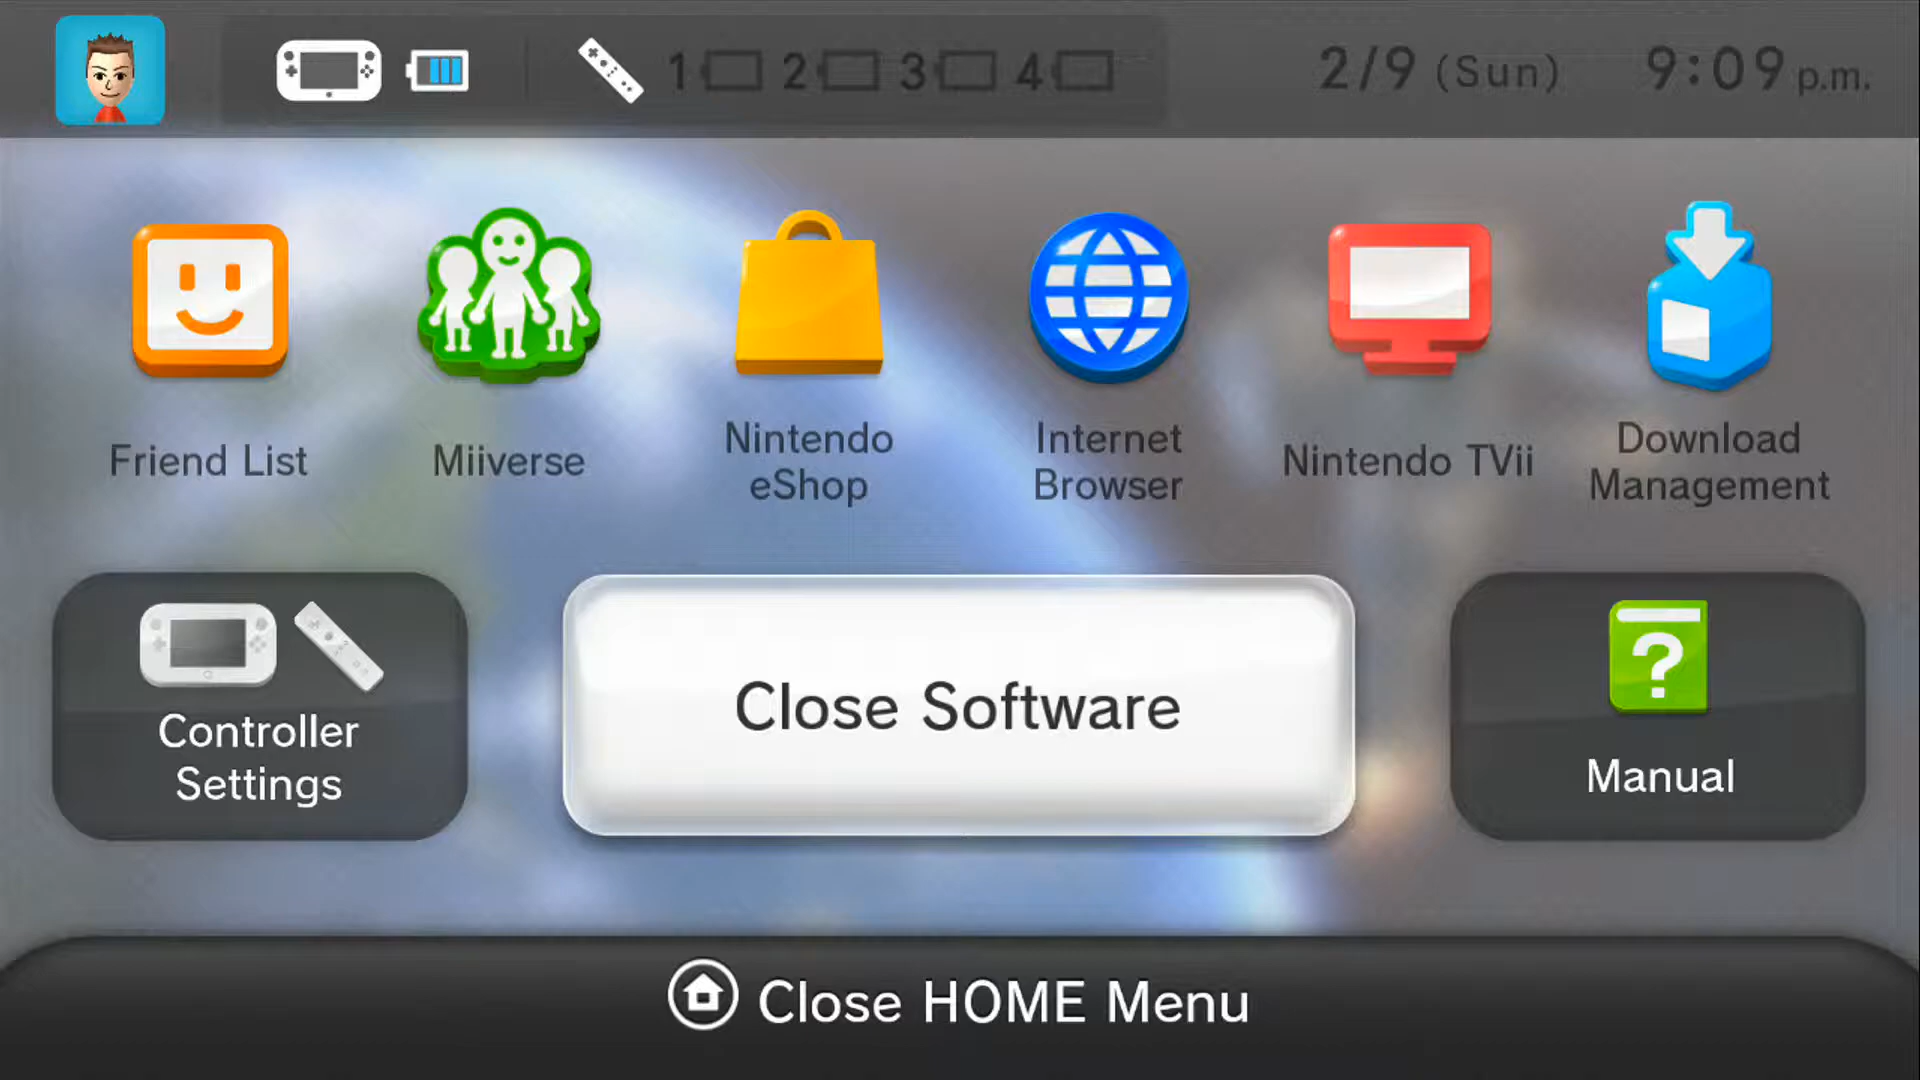 1 2 3 4 2/9 (Sun) 9:09 p.m.
Friend List
Miiverse
Nintendo
eShop
Internet
Browser
Nintendo TVii
Download
Management
Controller
Settings
Close Software
?
Manual
Close HOME Menu